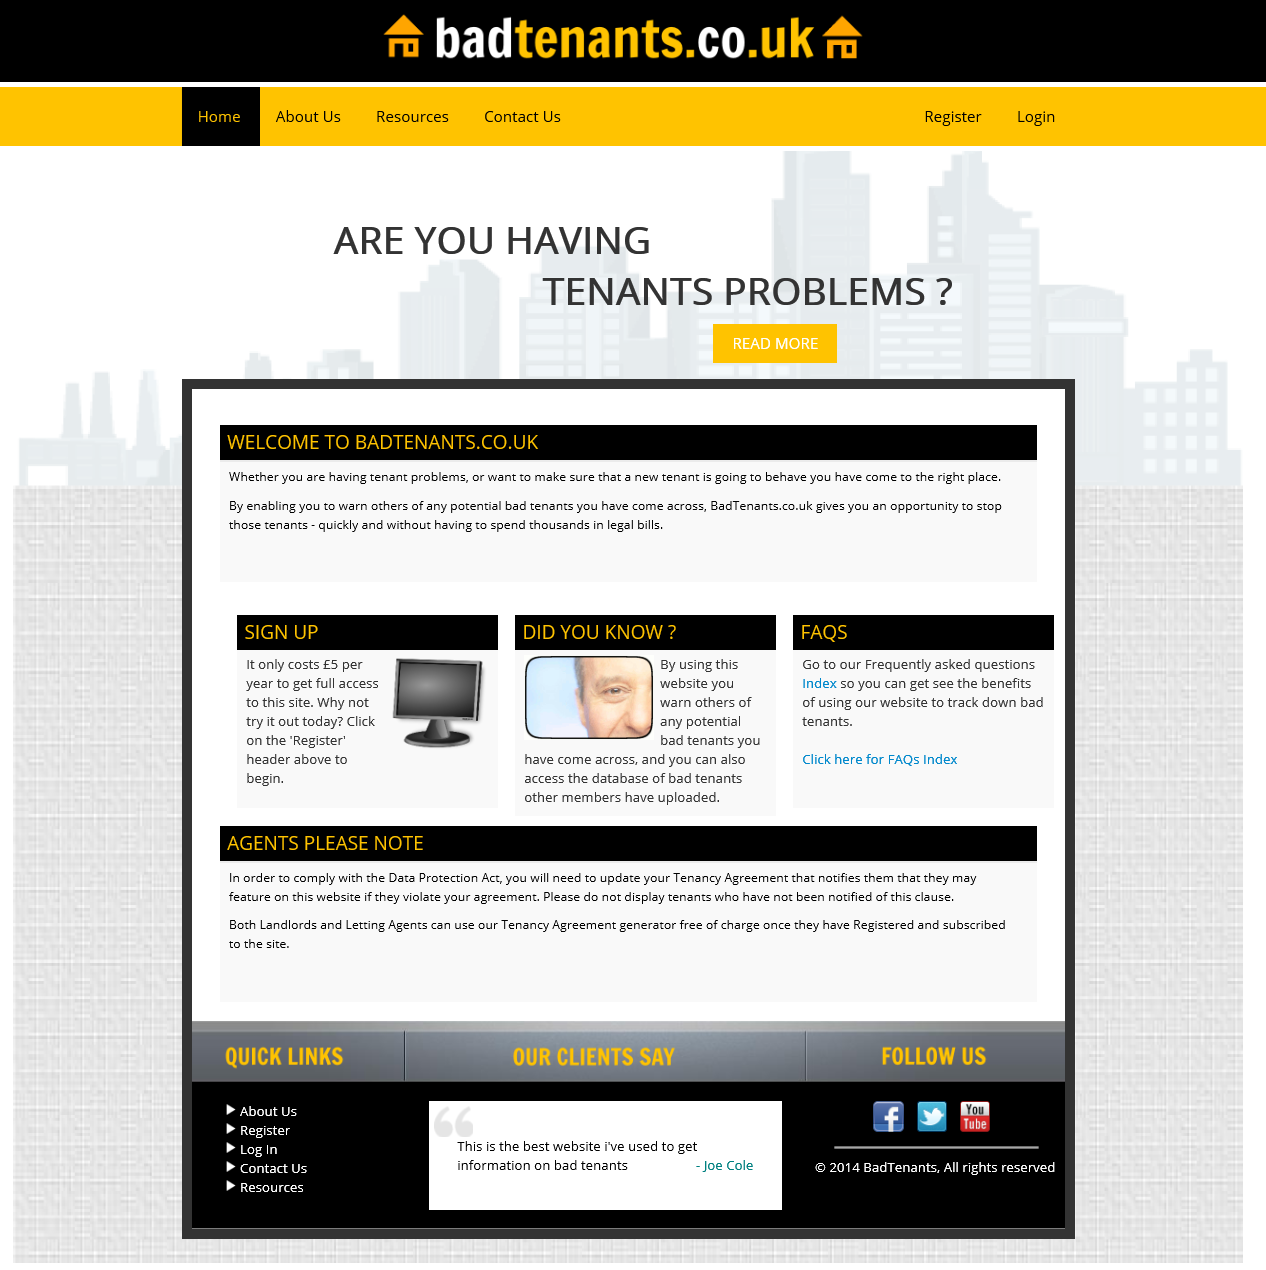 badtenants.co.uk
Home About Us Resources Contact Us Register Login
ARE YOU HAVING
TENANTS PROBLEMS ?
READ MORE
WELCOME TO BADTENANTS.CO.UK
Whether you are having tenant problems, or want to make sure that a new tenant is going to behave you have come to the right place.
By enabling you to warn others of any potential bad tenants you have come across, BadTenants.co.uk gives you an opportunity to stop
those tenants - quickly and without having to spend thousands in legal bills.
SIGN UP
It only costs £5 per
year to get full access
to this site. Why not
try it out today? Click
on the 'Register'
header above to
begin.
DID YOU KNOW ?
By using this
website you
warn others of
any potential
bad tenants you
have come across, and you can also
access the database of bad tenants
other members have uploaded.
FAQS
Go to our Frequently asked questions
Index so you can get see the benefits
of using our website to track down bad
tenants.
Click here for FAQs Index
AGENTS PLEASE NOTE
In order to comply with the Data Protection Act, you will need to update your Tenancy Agreement that notifies them that they may
feature on this website if they violate your agreement. Please do not display tenants who have not been notified of this clause.
Both Landlords and Letting Agents can use our Tenancy Agreement generator free of charge once they have Registered and subscribed
to the site.
QUICK LINKS
About Us
Register
Log In
Contact Us
Resources
OUR CLIENTS SAY
This is the best website i've used to get
information on bad tenants - Joe Cole
FOLLOW US
You
Tube
© 2014 BadTenants, All rights reserved